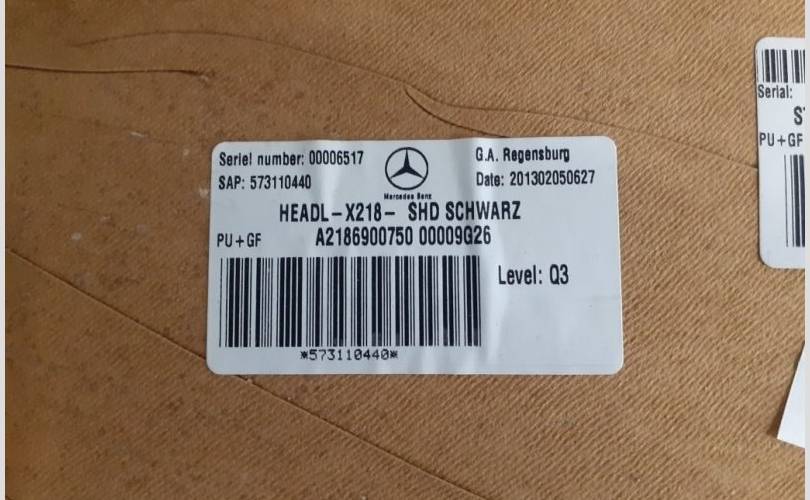 Seriel number: 00006517
SAP: 573110440
Mercedes Benz
G.A. Regensburg
Date: 201302050627
HEADL-X218- SHD SCHWARZ
PU+GF
A2186900750 00009G26
Level: Q3
*573110440*
Serial:
PU+GF